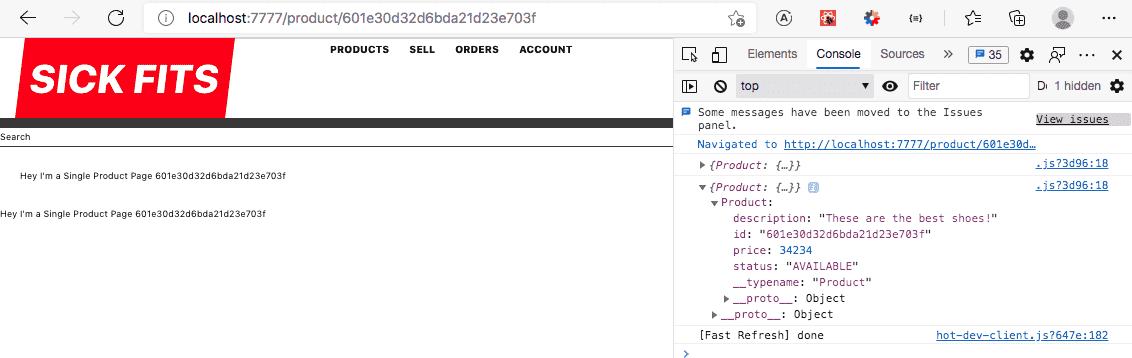 localhost:7777/product/601e30d32d6bda21d23e703f
SICK FITS
PRODUCTS SELL ORDERS ACCOUNT
Search
Hey I'm a Single Product Page 601e30d32d6bda21d23e703f
Hey I'm a Single Product Page 601e30d32d6bda21d23e703f
Elements Console Sources » 35
top Filter 1 hidden
Some messages have been moved to the Issues panel. View issues
Navigated to http://localhost:7777/product/601e30d…
{Product: {…}} .js?3d96:18
{Product: {…}} .js?3d96:18
Product:
description: "These are the best shoes!"
id: "601e30d32d6bda21d23e703f"
price: 34234
status: "AVAILABLE"
__typename: "Product"
__proto__: Object
__proto__: Object
[Fast Refresh] done hot-dev-client.js?647e:182